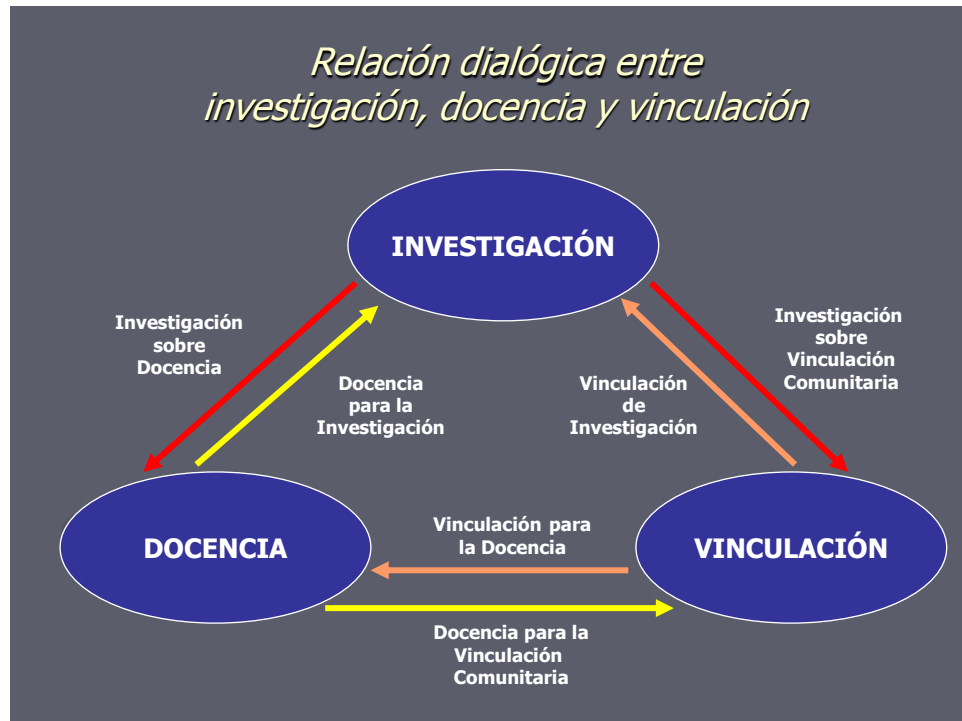 Relación dialógica entre
investigación, docencia y vinculación
INVESTIGACIÓN
Investigación
sobre
Docencia
Docencia
para la
Investigación
Vinculación
de
Investigación
Investigación
sobre
Vinculación
Comunitaria
DOCENCIA
Vinculación para
la Docencia
VINCULACIÓN
Docencia para la
Vinculación
Comunitaria